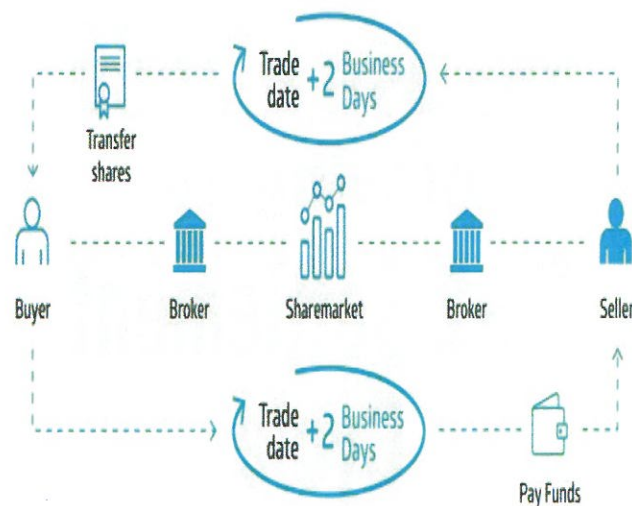 Trade date +2 Business Days
Transfer shares
Buyer
Broker
Sharemarket
Broker
Seller
Trade date +2 Business Days
Pay Funds